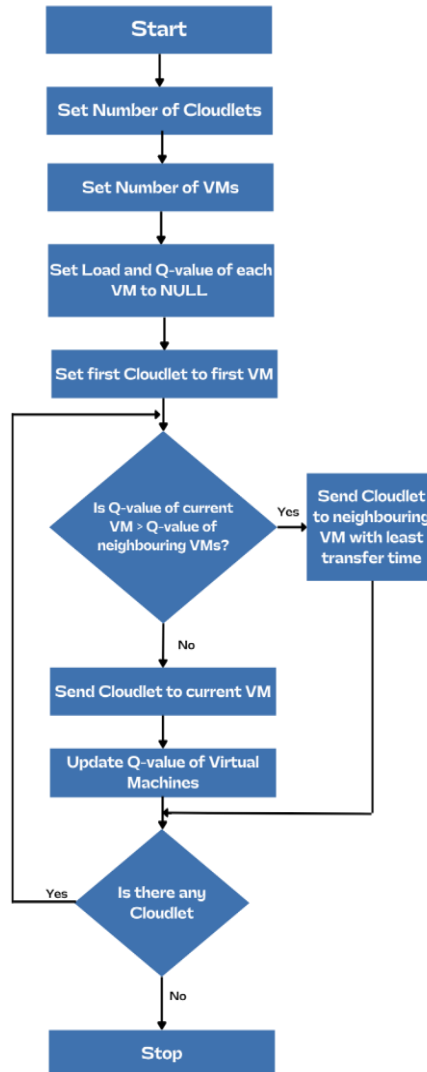 Start
Set Number of Cloudlets
Set Number of VMs
Set Load and Q-value of each
VM to NULL
Set first Cloudlet to first VM
Is Q-value of current
VM > Q-value of
neighbouring VMs?
Yes
Send Cloudlet
to neighbouring
VM with least
transfer time
No
Send Cloudlet to current VM
Update Q-value of Virtual
Machines
Is there any
Cloudlet
Yes
No
Stop